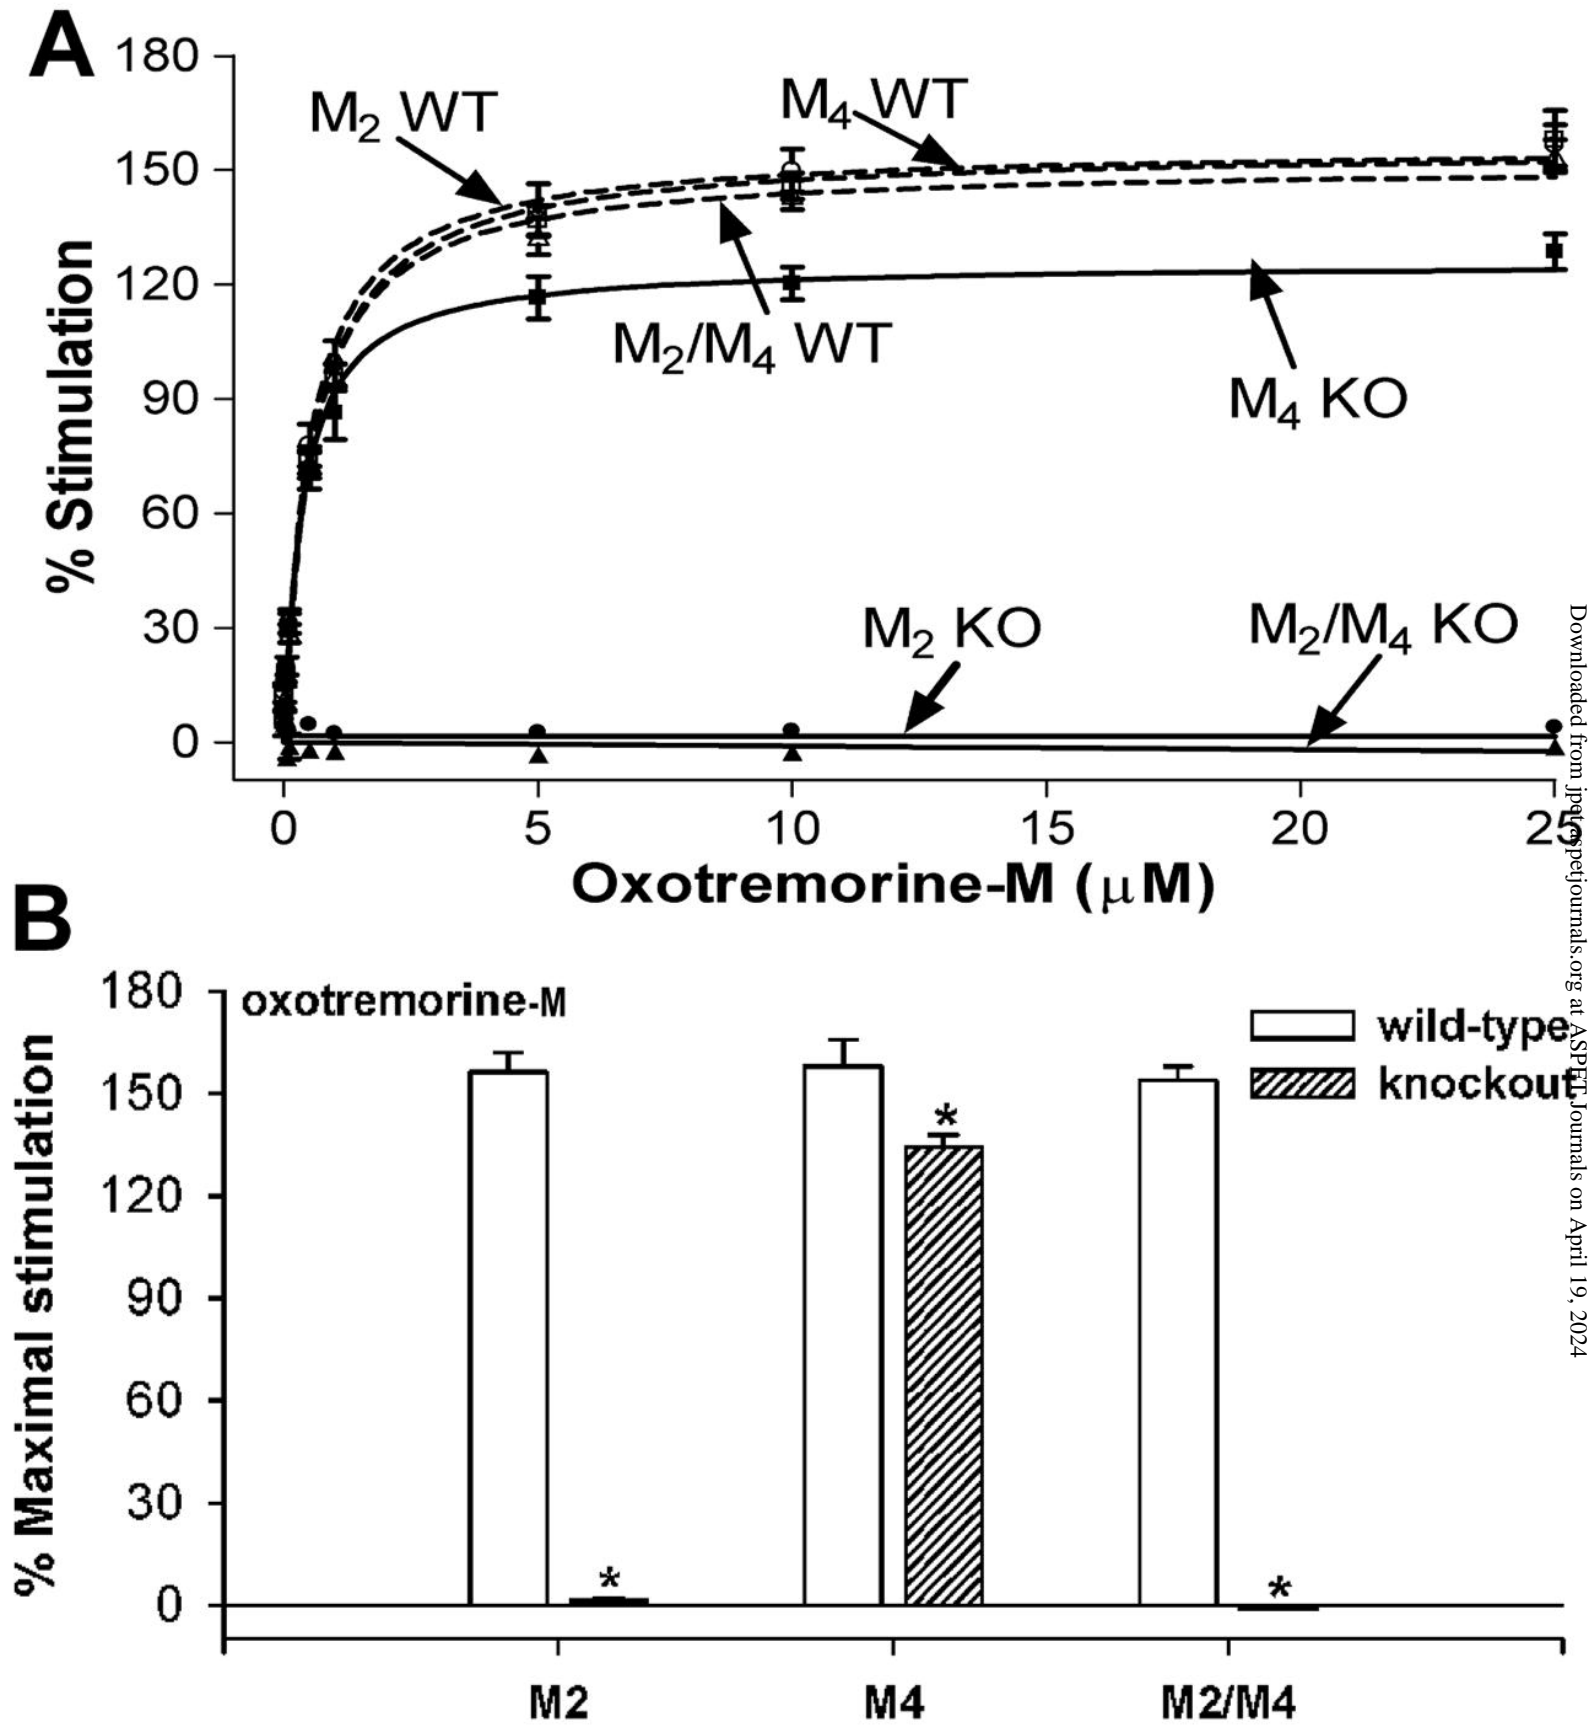 A
180
150
120
90
60
30
0
% Stimulation
M₂ WT
M₄ WT
M₂/M₄ WT
M₄ KO
M₂ KO
M₂/M₄ KO
0 5 10 15 20 25
Oxotremorine-M (μM)
B
180
150
120
90
60
30
0
% Maximal stimulation
oxotremorine-M
wild-type
knockout
*
*
*
M2 M4 M2/M4
Downloaded from jpet.aspetjournals.org at ASPET Journals on April 19, 2024